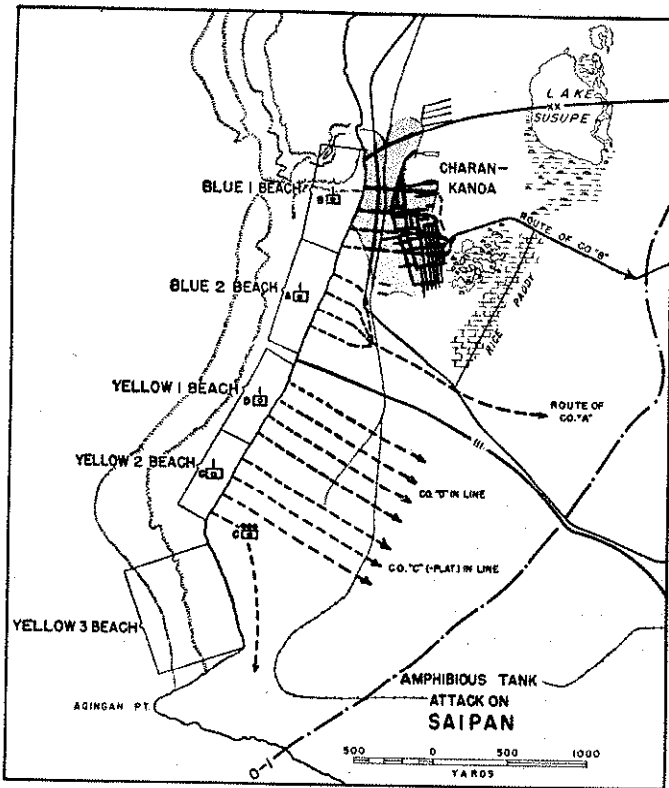 LAKE
XX
SUSUPE
CHARAN-
KANOA
BLUE 1 BEACH
B
ROUTE OF CO. "B"
BLUE 2 BEACH
A
RICE PADDY
YELLOW 1 BEACH
D
ROUTE OF
CO. "A"
III
YELLOW 2 BEACH
C
CO. "D" IN LINE
C
CO. "C" (-PLAT.) IN LINE
YELLOW 3 BEACH
AGINGAN PT.
AMPHIBIOUS TANK
ATTACK ON
SAIPAN
500 0 500 1000
YARDS
O-1